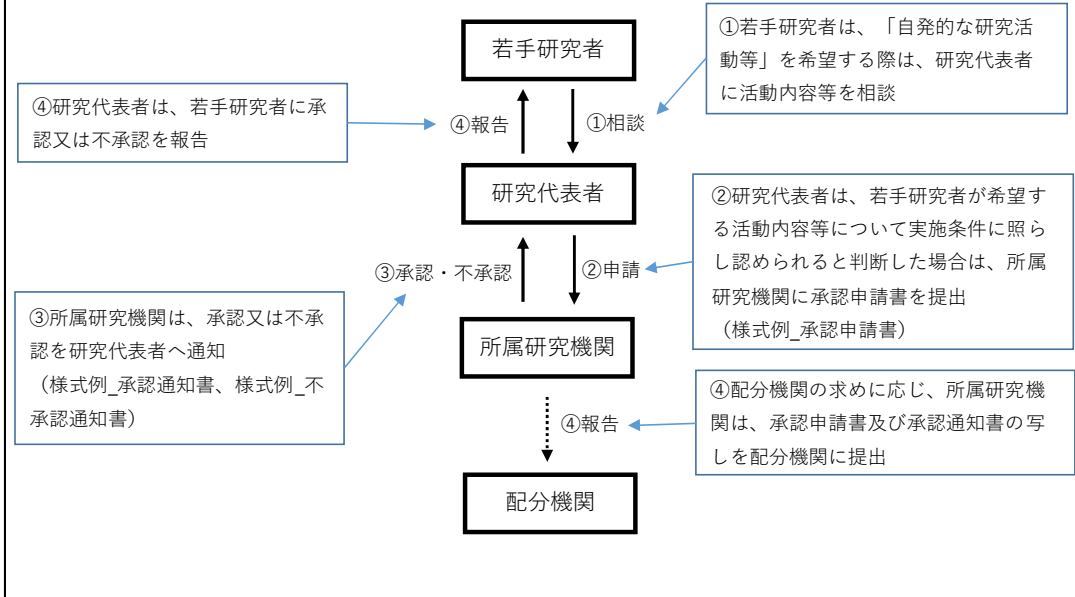 若手研究者
①若手研究者は、「自発的な研究活
動等」を希望する際は、研究代表者
に活動内容等を相談
④研究代表者は、若手研究者に承
認又は不承認を報告
④報告
①相談
研究代表者
②研究代表者は、若手研究者が希望す
る活動内容等について実施条件に照ら
し認められると判断した場合は、所属
研究機関に承認申請書を提出
（様式例_承認申請書）
③承認・不承認
②申請
③所属研究機関は、承認又は不承
認を研究代表者へ通知
（様式例_承認通知書、様式例_不
承認通知書）
所属研究機関
④配分機関の求めに応じ、所属研究機
関は、承認申請書及び承認通知書の写
しを配分機関に提出
④報告
配分機関